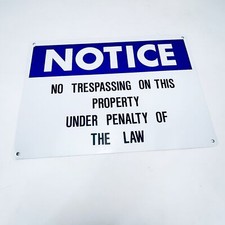 NOTICE
NO TRESPASSING ON THIS
PROPERTY
UNDER PENALTY OF
THE LAW